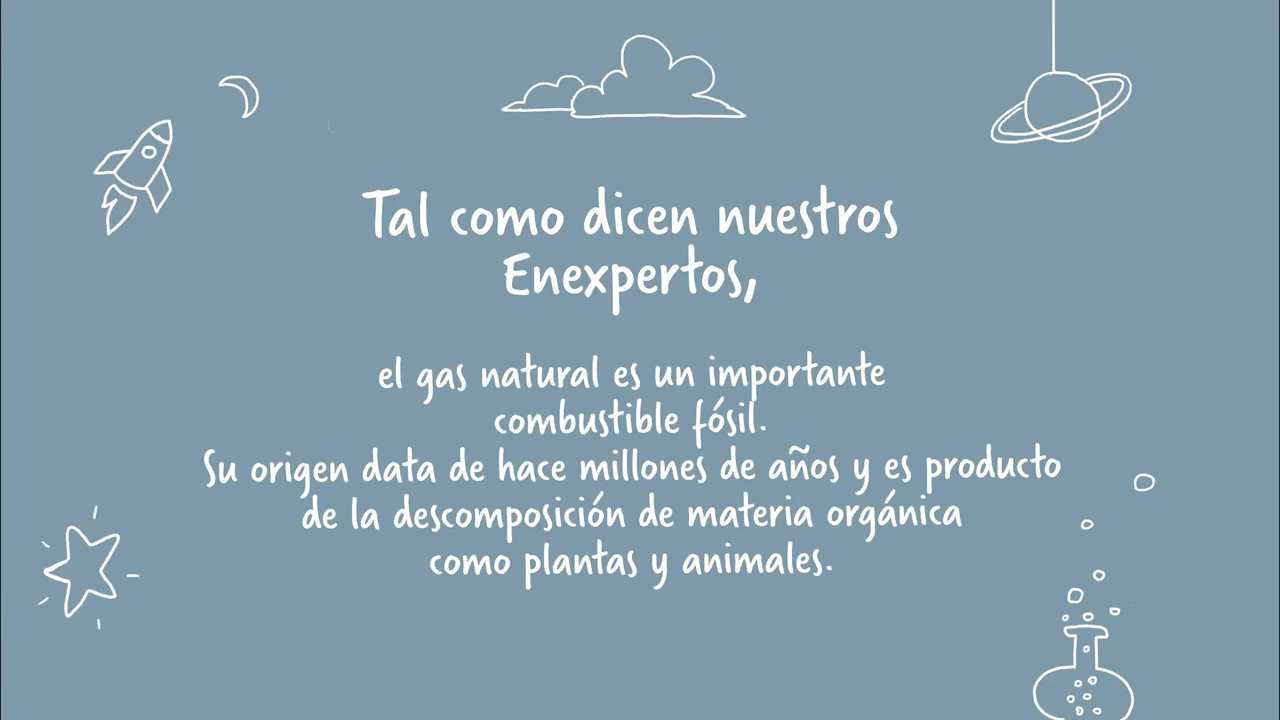 Tal como dicen nuestros
Enexpertos,
el gas natural es un importante
combustible fósil.
Su origen data de hace millones de años y es producto
de la descomposición de materia orgánica
como plantas y animales.